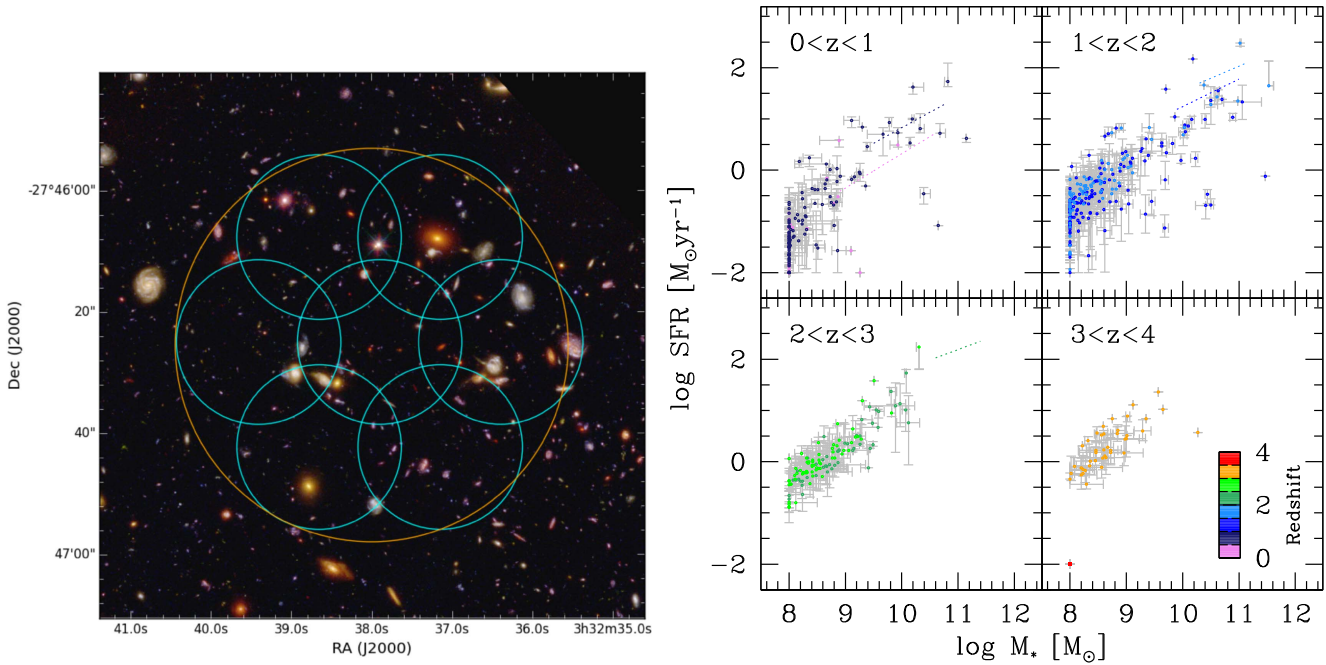 Dec (J2000)
-27°46'00"
20"
40"
47'00"
41.0s 40.0s 39.0s 38.0s 37.0s 36.0s 3h32m35.0s
RA (J2000)
log SFR [M⊙yr⁻¹]
0<z<1
1<z<2
2
0
−2
2<z<3
3<z<4
2
0
−2
4
2
0
Redshift
8 9 10 11 12 8 9 10 11 12
log M* [M⊙]